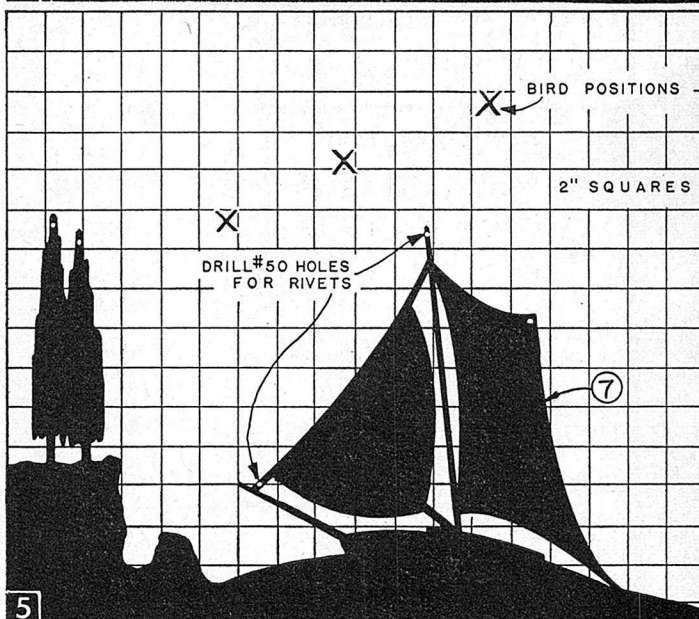 BIRD POSITIONS
2" SQUARES
DRILL #50 HOLES
FOR RIVETS
7
5